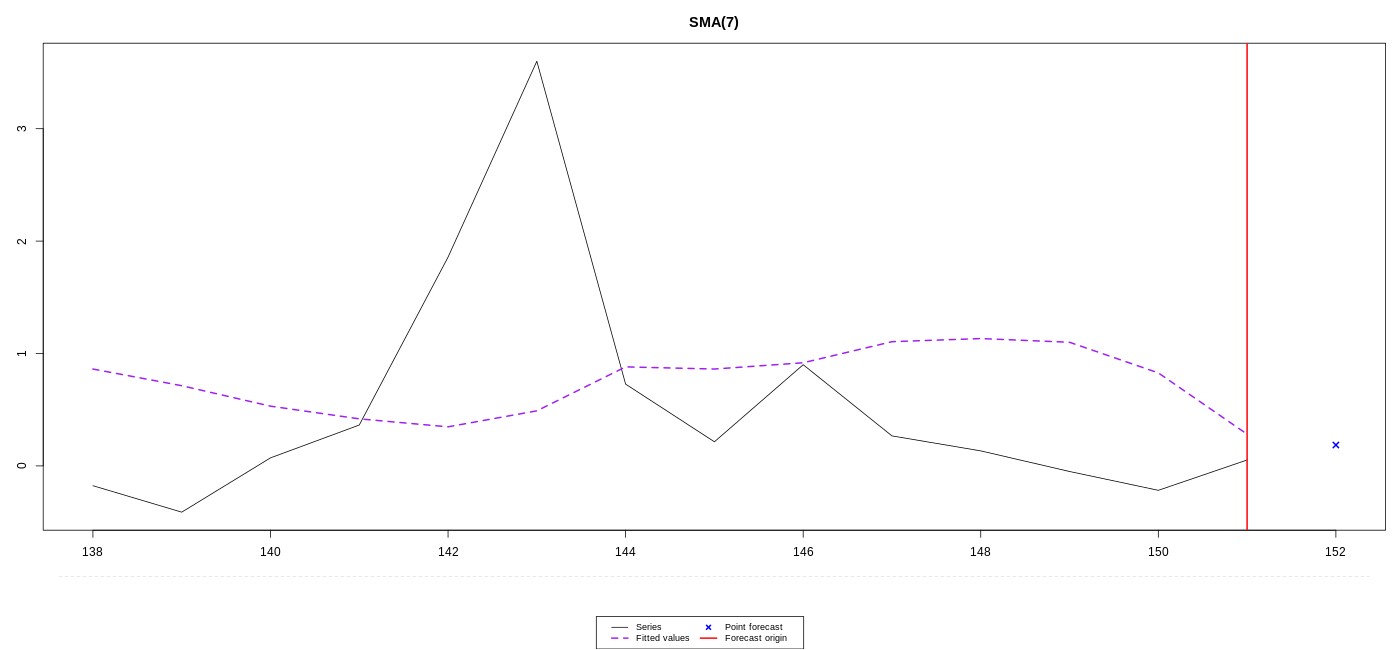 SMA(7)
3
2
1
0
138 140 142 144 146 148 150 152
Series Point forecast
Fitted values Forecast origin